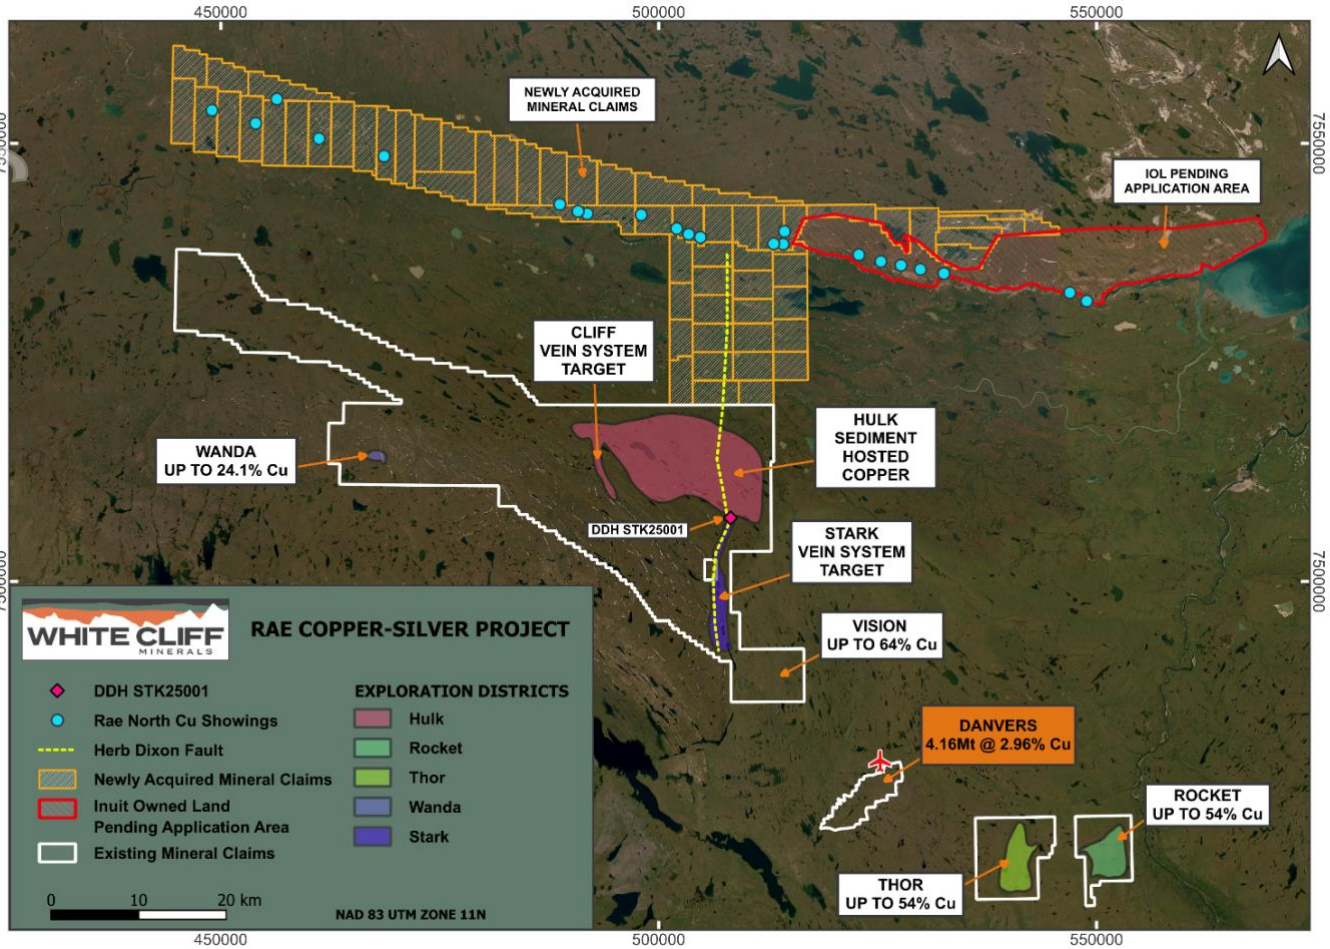 450000
500000
550000
7550000
7550000
NEWLY ACQUIRED
MINERAL CLAIMS
IOL PENDING
APPLICATION AREA
CLIFF
VEIN SYSTEM
TARGET
HULK
SEDIMENT
HOSTED
COPPER
WANDA
UP TO 24.1% Cu
DDH STK25001
STARK
VEIN SYSTEM
TARGET
7500000
7500000
VISION
UP TO 64% Cu
DANVERS
4.16Mt @ 2.96% Cu
ROCKET
UP TO 54% Cu
THOR
UP TO 54% Cu
WHITE CLIFF
MINERALS
RAE COPPER-SILVER PROJECT
DDH STK25001
Rae North Cu Showings
Herb Dixon Fault
Newly Acquired Mineral Claims
Inuit Owned Land
Pending Application Area
Existing Mineral Claims
EXPLORATION DISTRICTS
Hulk
Rocket
Thor
Wanda
Stark
0
10
20 km
NAD 83 UTM ZONE 11N
450000
500000
550000